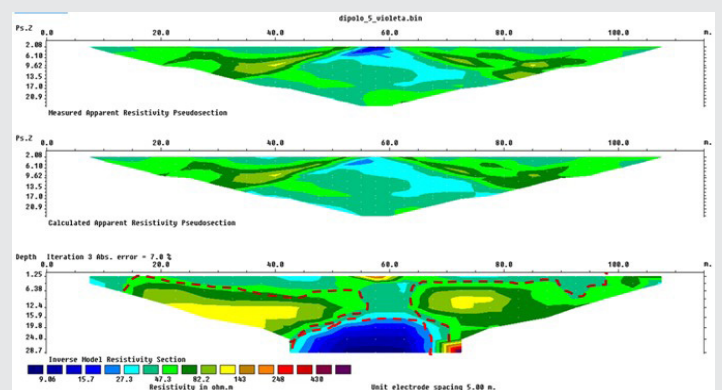 dipolo_5_violeta.bin
Ps.Z 0.0 20.0 40.0 60.0 80.0 100.0 m.
2.08
6.10
9.62
13.5
17.0
20.9
Measured Apparent Resistivity Pseudosection
Ps.Z 0.0 20.0 40.0 60.0 80.0 100.0 m.
2.08
6.10
9.62
13.5
17.0
20.9
Calculated Apparent Resistivity Pseudosection
Depth Iteration 3 Abs. error = 7.0 %
0.0 20.0 40.0 60.0 80.0 100.0 m.
1.25
6.38
12.4
15.9
19.8
24.0
28.7
Inverse Model Resistivity Section
9.06 15.7 27.3 47.3 82.2 143 248 430
Resistivity in ohm.m Unit electrode spacing 5.00 m.